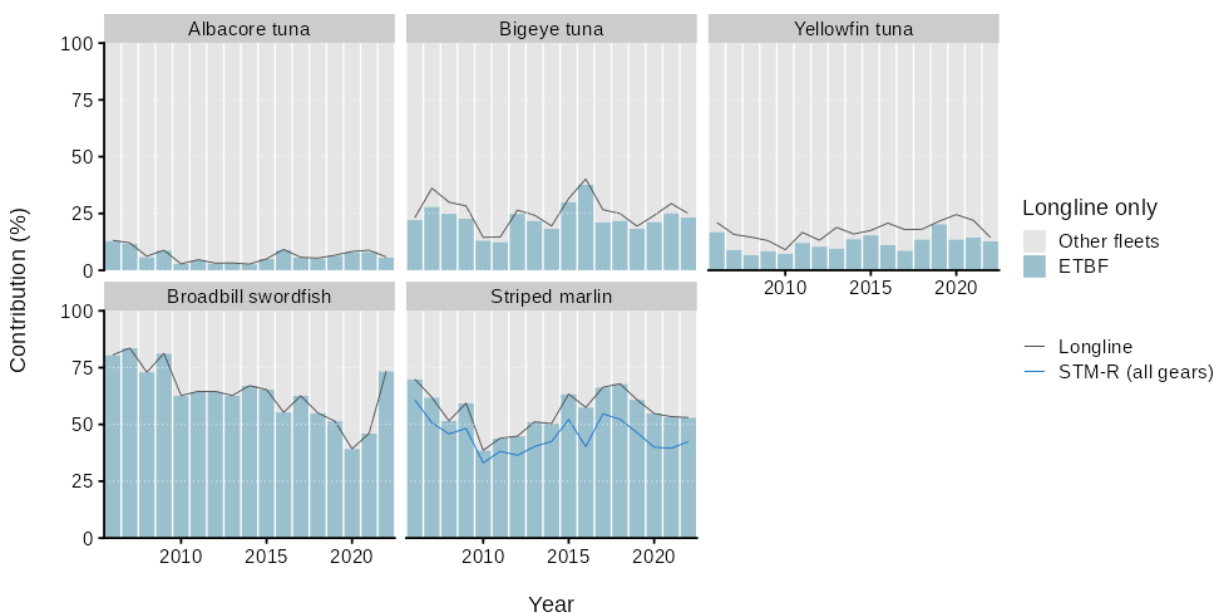 Albacore tuna
Bigeye tuna
Yellowfin tuna
100
75
50
25
0
2010
2015
2020
Broadbill swordfish
Striped marlin
100
75
50
25
0
2010
2015
2020
2010
2015
2020
Contribution (%)
Year
Longline only
Other fleets
ETBF
Longline
STM-R (all gears)